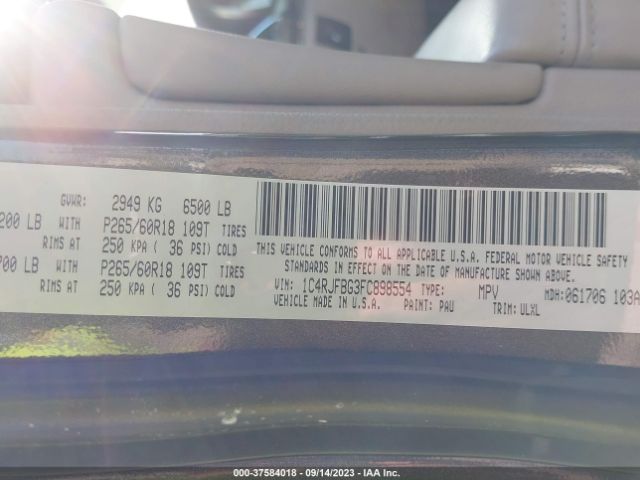 GVWR: 2949 KG 6500 LB
200 LB WITH P265/60R18 109T TIRES
RIMS AT 250 KPA ( 36 PSI) COLD
700 LB WITH P265/60R18 109T TIRES
RIMS AT 250 KPA ( 36 PSI) COLD
THIS VEHICLE CONFORMS TO ALL APPLICABLE U.S.A. FEDERAL MOTOR VEHICLE SAFETY
STANDARDS IN EFFECT ON THE DATE OF MANUFACTURE SHOWN ABOVE.
VIN: 1C4RJFBG3FC898554 TYPE: MPV MDH:061706 103A
VEHICLE MADE IN U.S.A. PAINT: PAU TRIM: ULXL
000-37584018 - 09/14/2023 - IAA Inc.